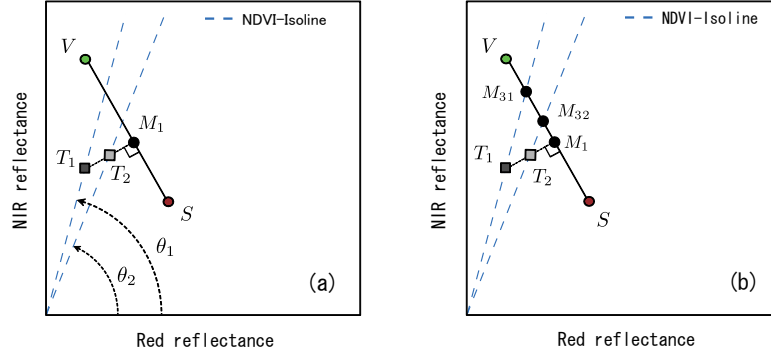 NDVI-Isoline
V
M₁
T₁
T₂
S
θ₁
θ₂
(a)
NIR reflectance
Red reflectance
NDVI-Isoline
V
M₃₁
M₃₂
M₁
T₁
T₂
S
(b)
NIR reflectance
Red reflectance